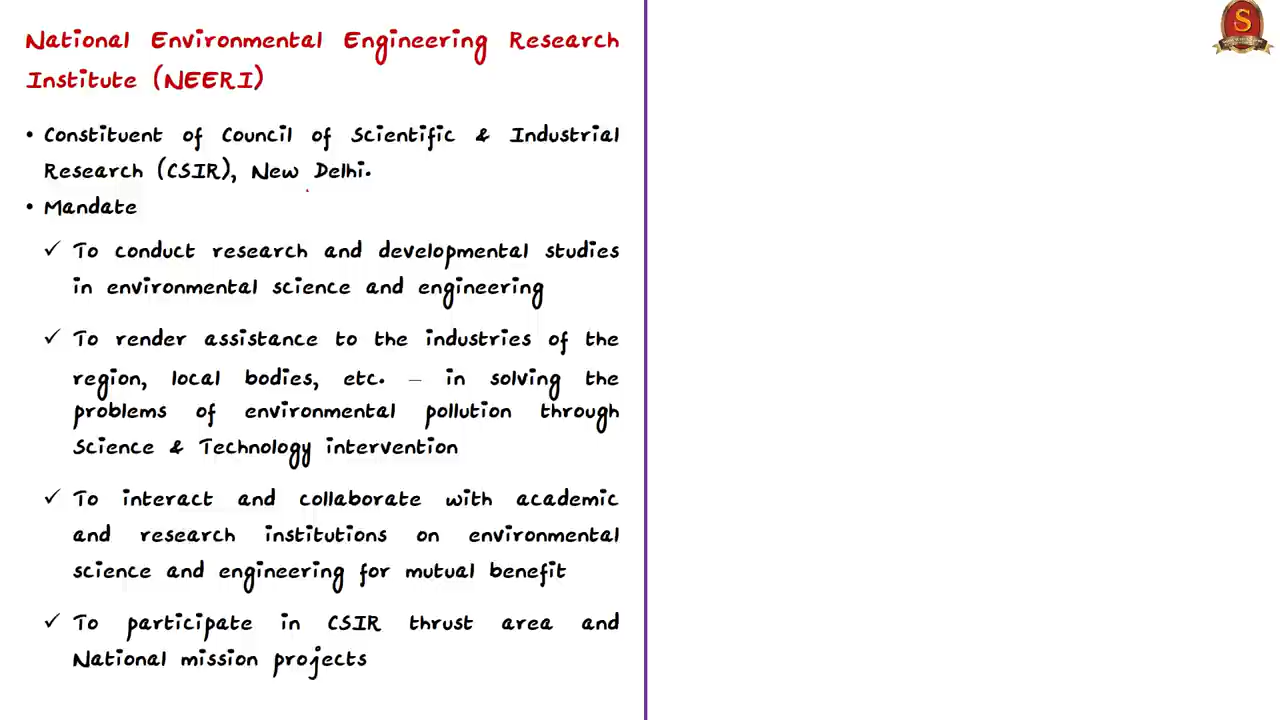 National Environmental Engineering Research
Institute (NEERI)
• Constituent of Council of Scientific & Industrial
Research (CSIR), New Delhi.
• Mandate
✓ To conduct research and developmental studies
in environmental science and engineering
✓ To render assistance to the industries of the
region, local bodies, etc. – in solving the
problems of environmental pollution through
Science & Technology intervention
✓ To interact and collaborate with academic
and research institutions on environmental
science and engineering for mutual benefit
✓ To participate in CSIR thrust area and
National mission projects
S